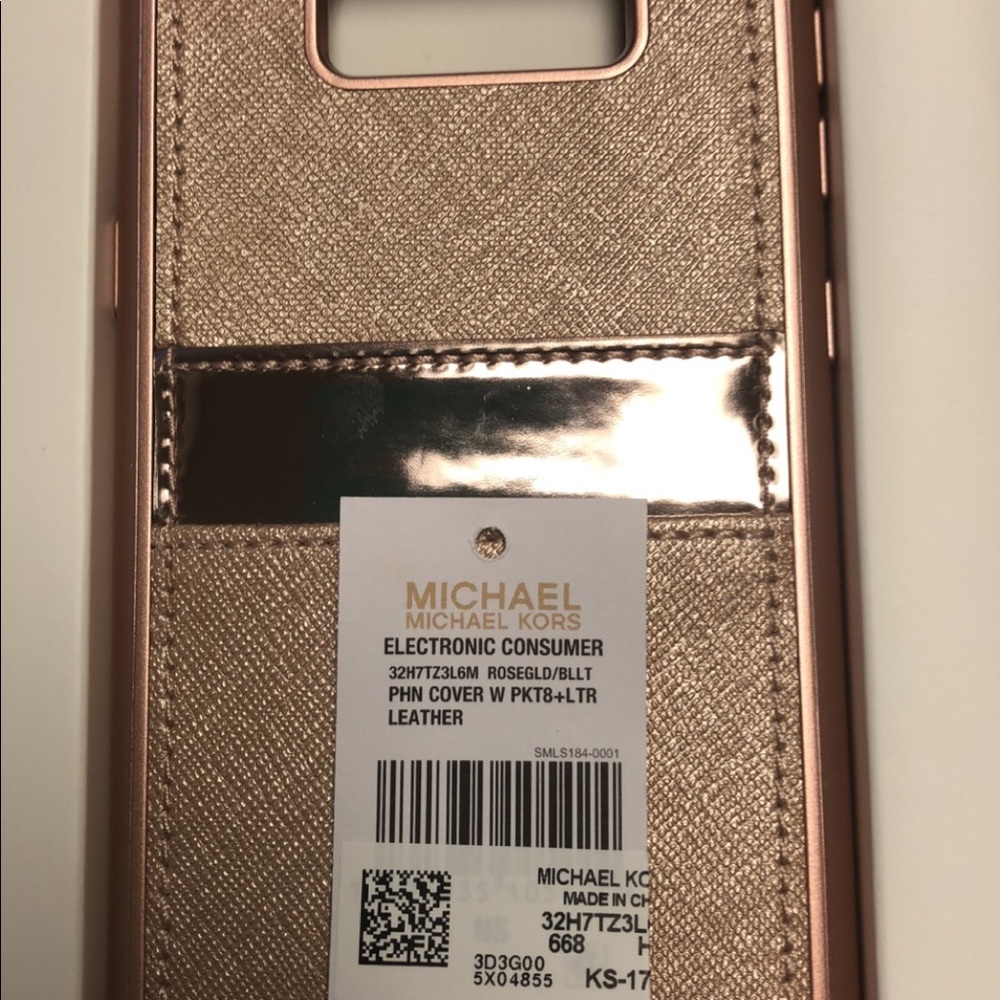 MICHAEL
MICHAEL KORS
ELECTRONIC CONSUMER
32H7TZ3L6M ROSEGLD/BLLT
PHN COVER W PKT8+LTR
LEATHER
SMLS184-0001
MICHAEL KO
MADE IN CH
32H7TZ3L
668 H
3D3G00
5X04855 KS-17